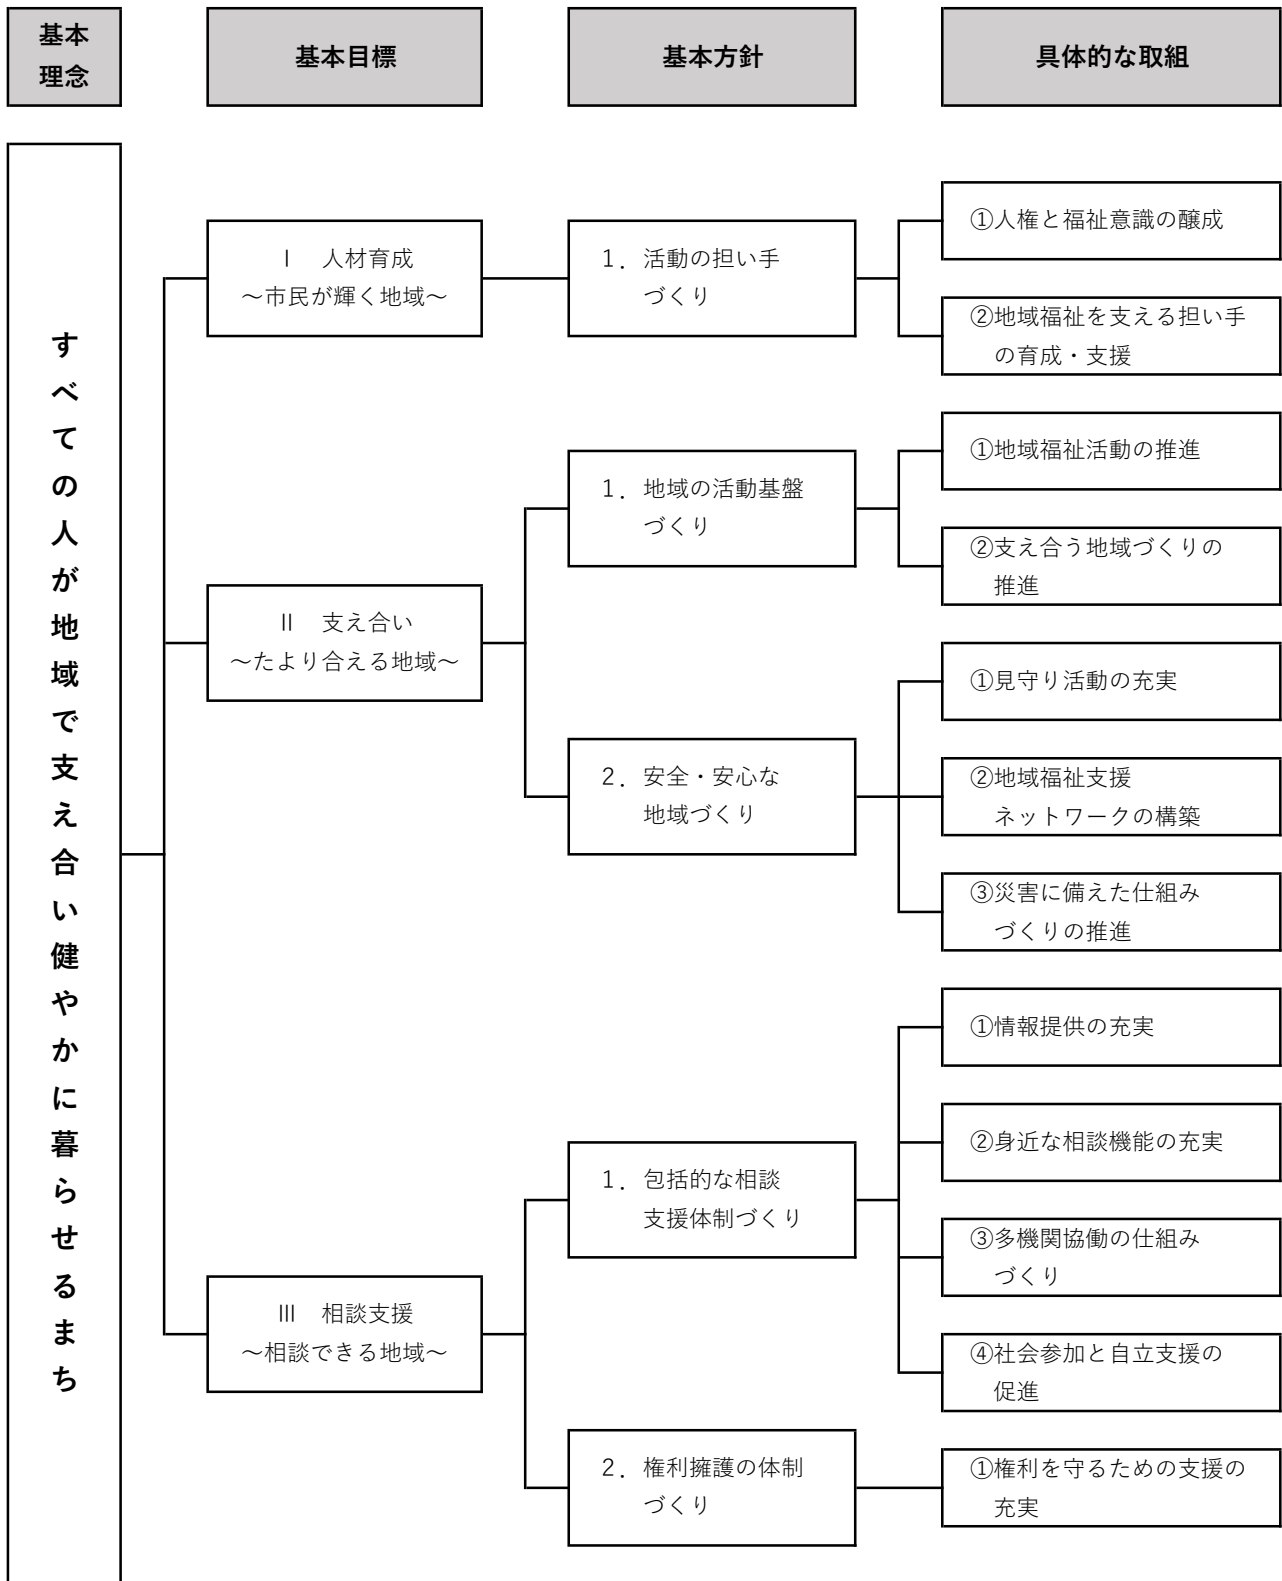 基本
理念
基本目標
基本方針
具体的な取組
すべての人が地域で支え合い健やかに暮らせるまち
Ⅰ　人材育成
～市民が輝く地域～
1．活動の担い手
づくり
①人権と福祉意識の醸成
②地域福祉を支える担い手
の育成・支援
Ⅱ　支え合い
～たより合える地域～
1．地域の活動基盤
づくり
①地域福祉活動の推進
②支え合う地域づくりの
推進
2．安全・安心な
地域づくり
①見守り活動の充実
②地域福祉支援
ネットワークの構築
③災害に備えた仕組み
づくりの推進
Ⅲ　相談支援
～相談できる地域～
1．包括的な相談
支援体制づくり
①情報提供の充実
②身近な相談機能の充実
③多機関協働の仕組み
づくり
④社会参加と自立支援の
促進
2．権利擁護の体制
づくり
①権利を守るための支援の
充実